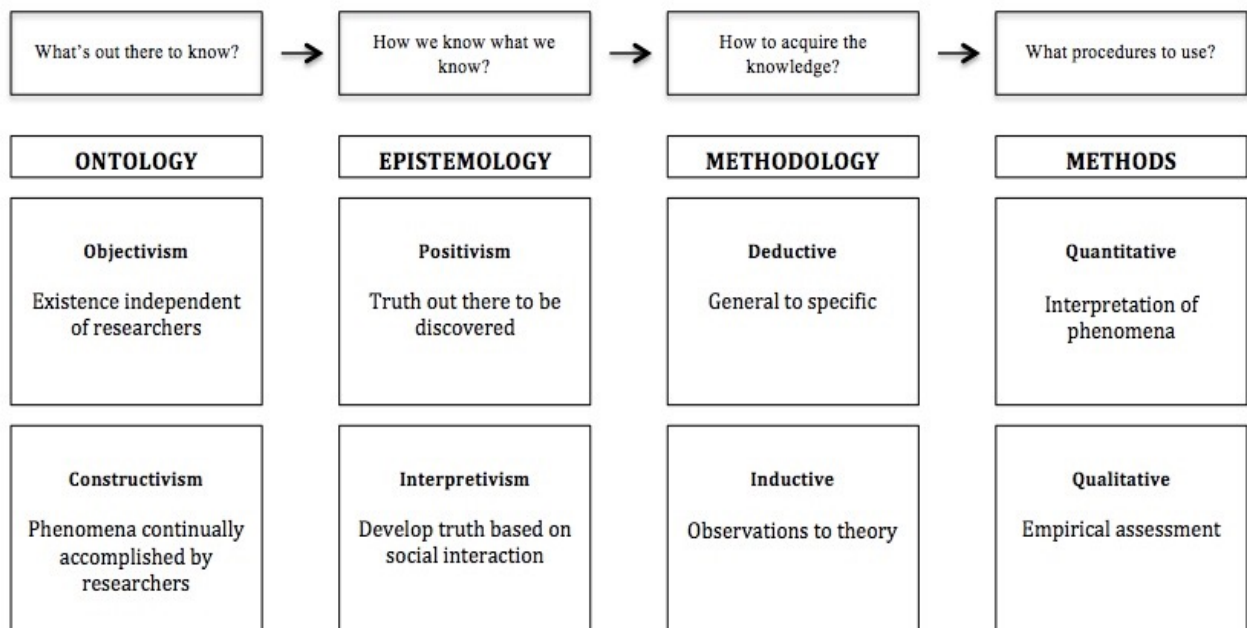 What's out there to know?
How we know what we
know?
How to acquire the
knowledge?
What procedures to use?
ONTOLOGY
EPISTEMOLOGY
METHODOLOGY
METHODS
Objectivism
Existence independent
of researchers
Positivism
Truth out there to be
discovered
Deductive
General to specific
Quantitative
Interpretation of
phenomena
Constructivism
Phenomena continually
accomplished by
researchers
Interpretivism
Develop truth based on
social interaction
Inductive
Observations to theory
Qualitative
Empirical assessment